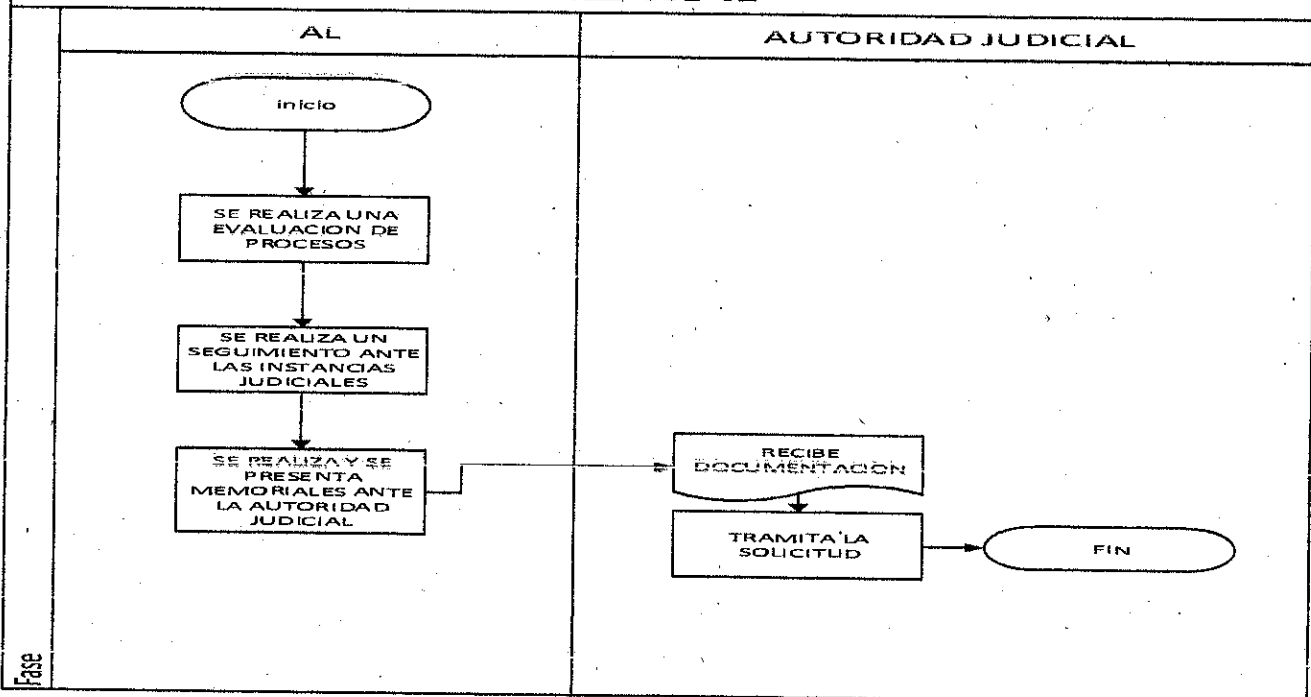 AL
AUTORIDAD JUDICIAL
inicio
SE REALIZA UNA
EVALUACION DE
PROCESOS
SE REALIZA UN
SEGUIMIENTO ANTE
LAS INSTANCIAS
JUDICIALES
SE REALIZA Y SE
PRESENTA
MEMORIALES ANTE
LA AUTORIDAD
JUDICIAL
RECIBE
DOCUMENTACION
TRAMITA LA
SOLICITUD
FIN
Fase